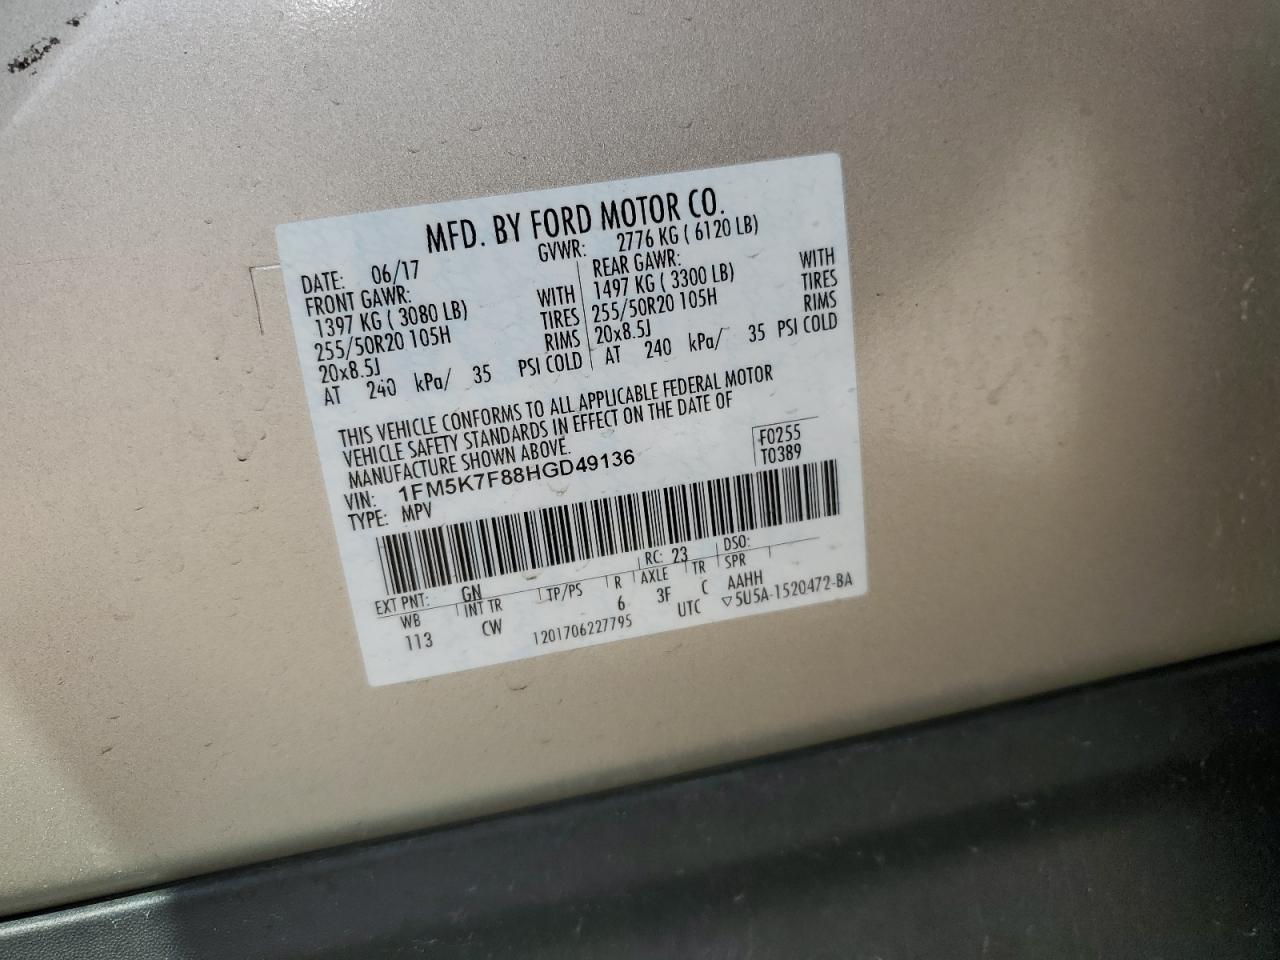 MFD. BY FORD MOTOR CO.
DATE: 06/17 GVWR: 2776 KG ( 6120 LB)
FRONT GAWR: REAR GAWR:
1397 KG ( 3080 LB) WITH 1497 KG ( 3300 LB) WITH
255/50R20 105H TIRES 255/50R20 105H TIRES
20x8.5J RIMS 20x8.5J RIMS
AT 240 kPa/ 35 PSI COLD AT 240 kPa/ 35 PSI COLD
THIS VEHICLE CONFORMS TO ALL APPLICABLE FEDERAL MOTOR
VEHICLE SAFETY STANDARDS IN EFFECT ON THE DATE OF
MANUFACTURE SHOWN ABOVE.
VIN: 1FM5K7F88HGD49136 F0255
TYPE: MPV T0389
EXT PNT: GN RC: 23 DSO:
WB INT TR TP/PS R AXLE TR SPR
113 CW 6 3F C AAHH
1201706227795 UTC ▽5U5A-1520472-BA